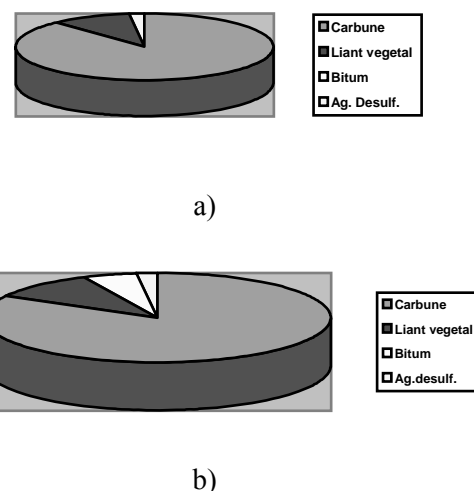 Carbune
Liant vegetal
Bitum
Ag. Desulf.
a)
Carbune
Liant vegetal
Bitum
Ag.desulf.
b)